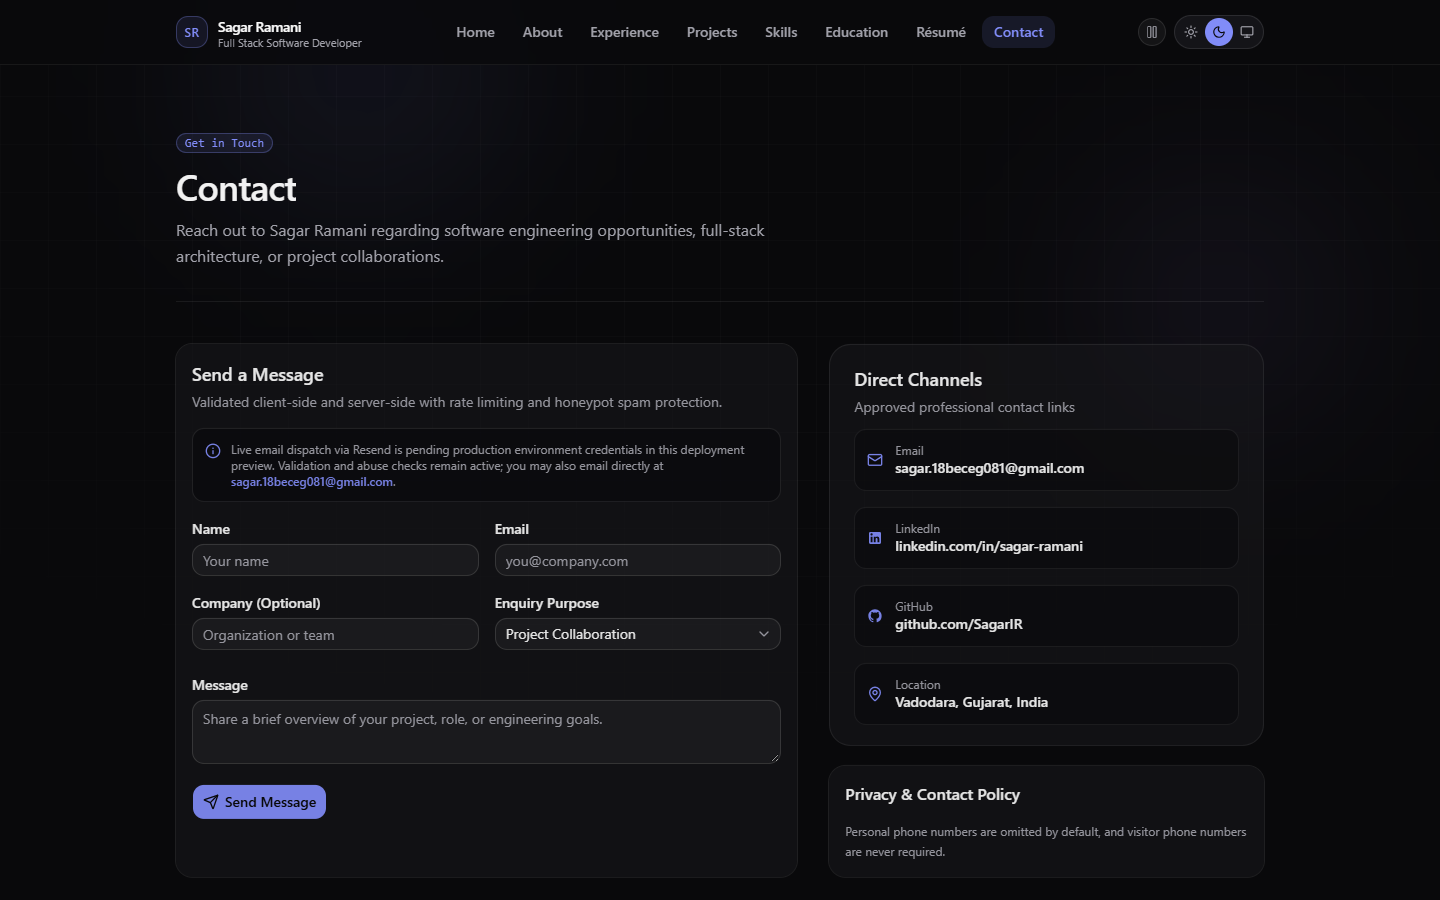 SR
Sagar Ramani
Full Stack Software Developer
Home
About
Experience
Projects
Skills
Education
Résumé
Contact
Get in Touch
Contact
Reach out to Sagar Ramani regarding software engineering opportunities, full-stack
architecture, or project collaborations.
Send a Message
Validated client-side and server-side with rate limiting and honeypot spam protection.
Live email dispatch via Resend is pending production environment credentials in this deployment
preview. Validation and abuse checks remain active; you may also email directly at
sagar.18beceg081@gmail.com.
Name
Your name
Email
you@company.com
Company (Optional)
Organization or team
Enquiry Purpose
Project Collaboration
Message
Share a brief overview of your project, role, or engineering goals.
Send Message
Direct Channels
Approved professional contact links
Email
sagar.18beceg081@gmail.com
LinkedIn
linkedin.com/in/sagar-ramani
GitHub
github.com/SagarIR
Location
Vadodara, Gujarat, India
Privacy & Contact Policy
Personal phone numbers are omitted by default, and visitor phone numbers
are never required.